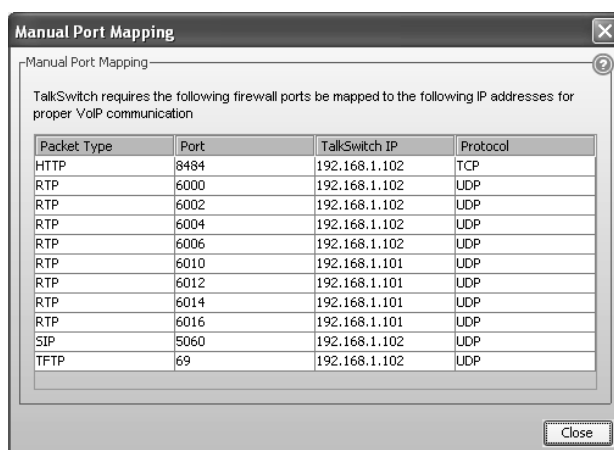 Manual Port Mapping
Manual Port Mapping
TalkSwitch requires the following firewall ports be mapped to the following IP addresses for
proper VoIP communication
Packet Type Port TalkSwitch IP Protocol
HTTP 8484 192.168.1.102 TCP
RTP 6000 192.168.1.102 UDP
RTP 6002 192.168.1.102 UDP
RTP 6004 192.168.1.102 UDP
RTP 6006 192.168.1.102 UDP
RTP 6010 192.168.1.101 UDP
RTP 6012 192.168.1.101 UDP
RTP 6014 192.168.1.101 UDP
RTP 6016 192.168.1.101 UDP
SIP 5060 192.168.1.102 UDP
TFTP 69 192.168.1.102 UDP
Close